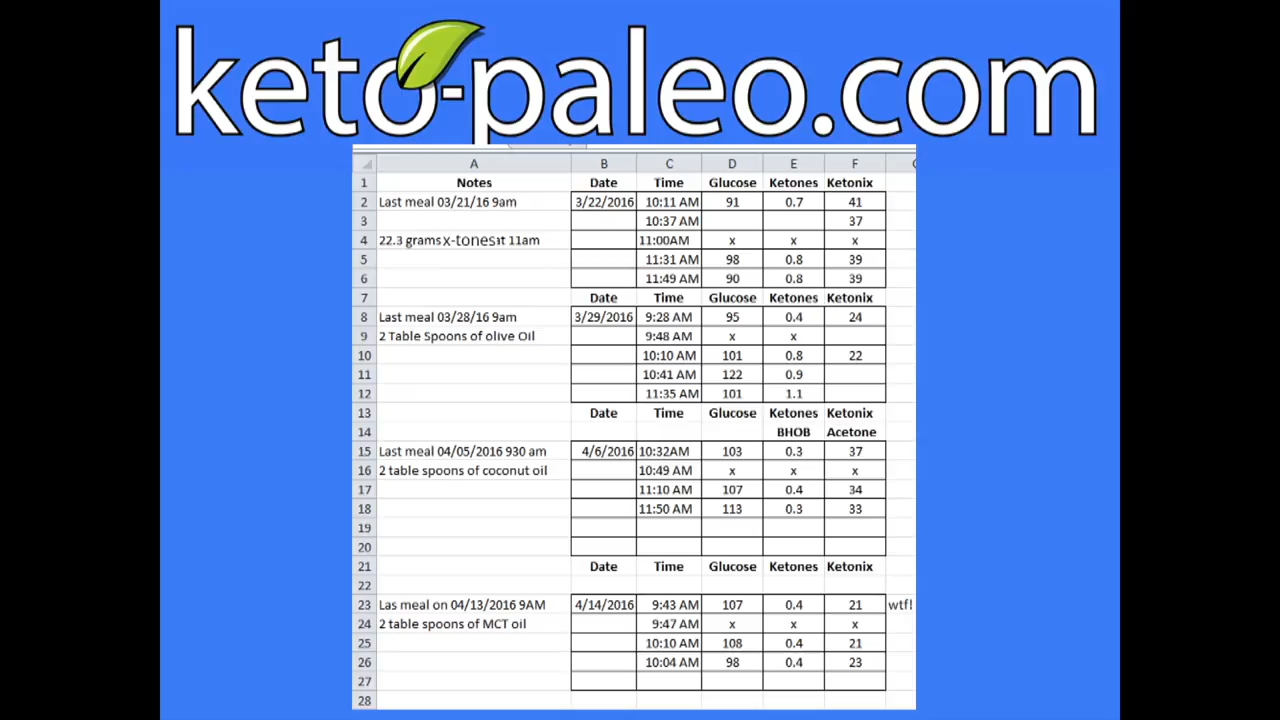 keto-paleo.com
A B C D E F
1 Notes Date Time Glucose Ketones Ketonix
2 Last meal 03/21/16 9am 3/22/2016 10:11 AM 91 0.7 41
3 10:37 AM 37
4 22.3 grams x-tones at 11am 11:00AM x x x
5 11:31 AM 98 0.8 39
6 11:49 AM 90 0.8 39
7 Date Time Glucose Ketones Ketonix
8 Last meal 03/28/16 9am 3/29/2016 9:28 AM 95 0.4 24
9 2 Table Spoons of olive Oil 9:48 AM x x
10 10:10 AM 101 0.8 22
11 10:41 AM 122 0.9
12 11:35 AM 101 1.1
13 Date Time Glucose Ketones Ketonix
14 BHOB Acetone
15 Last meal 04/05/2016 930 am 4/6/2016 10:32AM 103 0.3 37
16 2 table spoons of coconut oil 10:49 AM x x x
17 11:10 AM 107 0.4 34
18 11:50 AM 113 0.3 33
19
20
21 Date Time Glucose Ketones Ketonix
22
23 Las meal on 04/13/2016 9AM 4/14/2016 9:43 AM 107 0.4 21 wtf!
24 2 table spoons of MCT oil 9:47 AM x x x
25 10:10 AM 108 0.4 21
26 10:04 AM 98 0.4 23
27
28